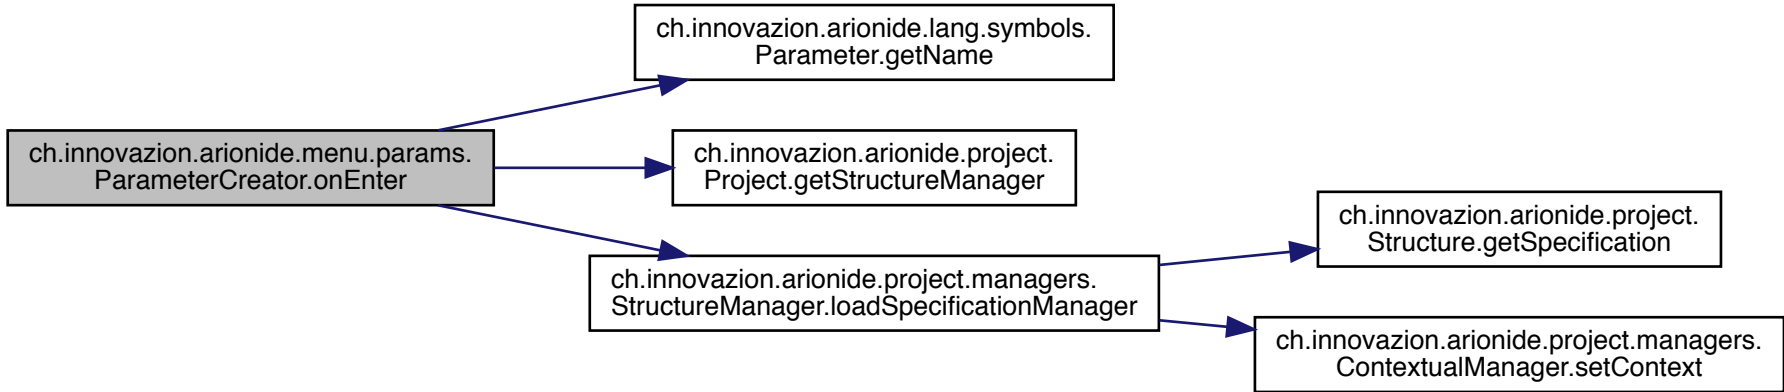 ch.innovazion.arionide.lang.symbols.
Parameter.getName
ch.innovazion.arionide.menu.params.
ParameterCreator.onEnter
ch.innovazion.arionide.project.
Project.getStructureManager
ch.innovazion.arionide.project.managers.
StructureManager.loadSpecificationManager
ch.innovazion.arionide.project.
Structure.getSpecification
ch.innovazion.arionide.project.managers.
ContextualManager.setContext